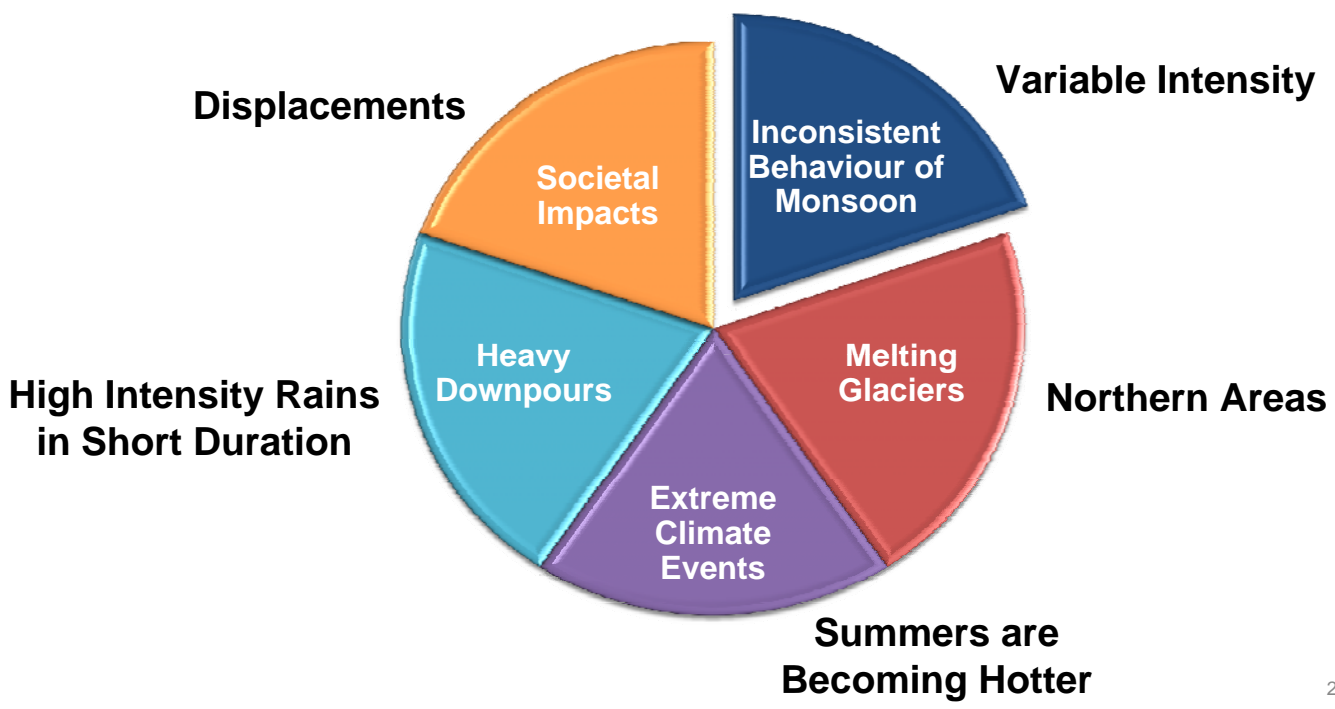 Displacements
Variable Intensity
Inconsistent
Behaviour of
Monsoon
Societal
Impacts
Heavy
Downpours
Melting
Glaciers
High Intensity Rains
in Short Duration
Northern Areas
Extreme
Climate
Events
Summers are
Becoming Hotter
2